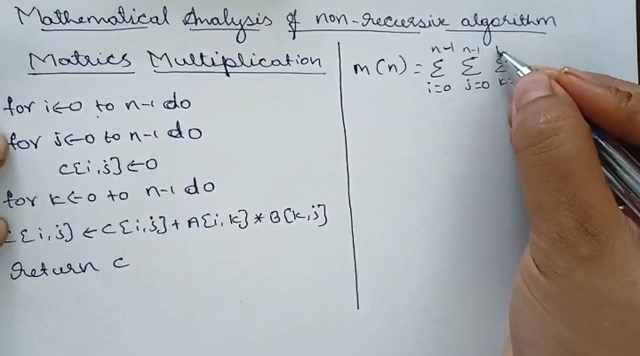 Mathematical Analysis of non-recursive algorithm
Matrics Multiplication
for i←0 to n-1 do
for j←0 to n-1 do
C[i,j]←0
for k←0 to n-1 do
[i,j] ← C[i,j] + A[i,k] * B[k,j]
return C
m(n) = n-1 Σ i=0 n-1 Σ j=0 Σ k=